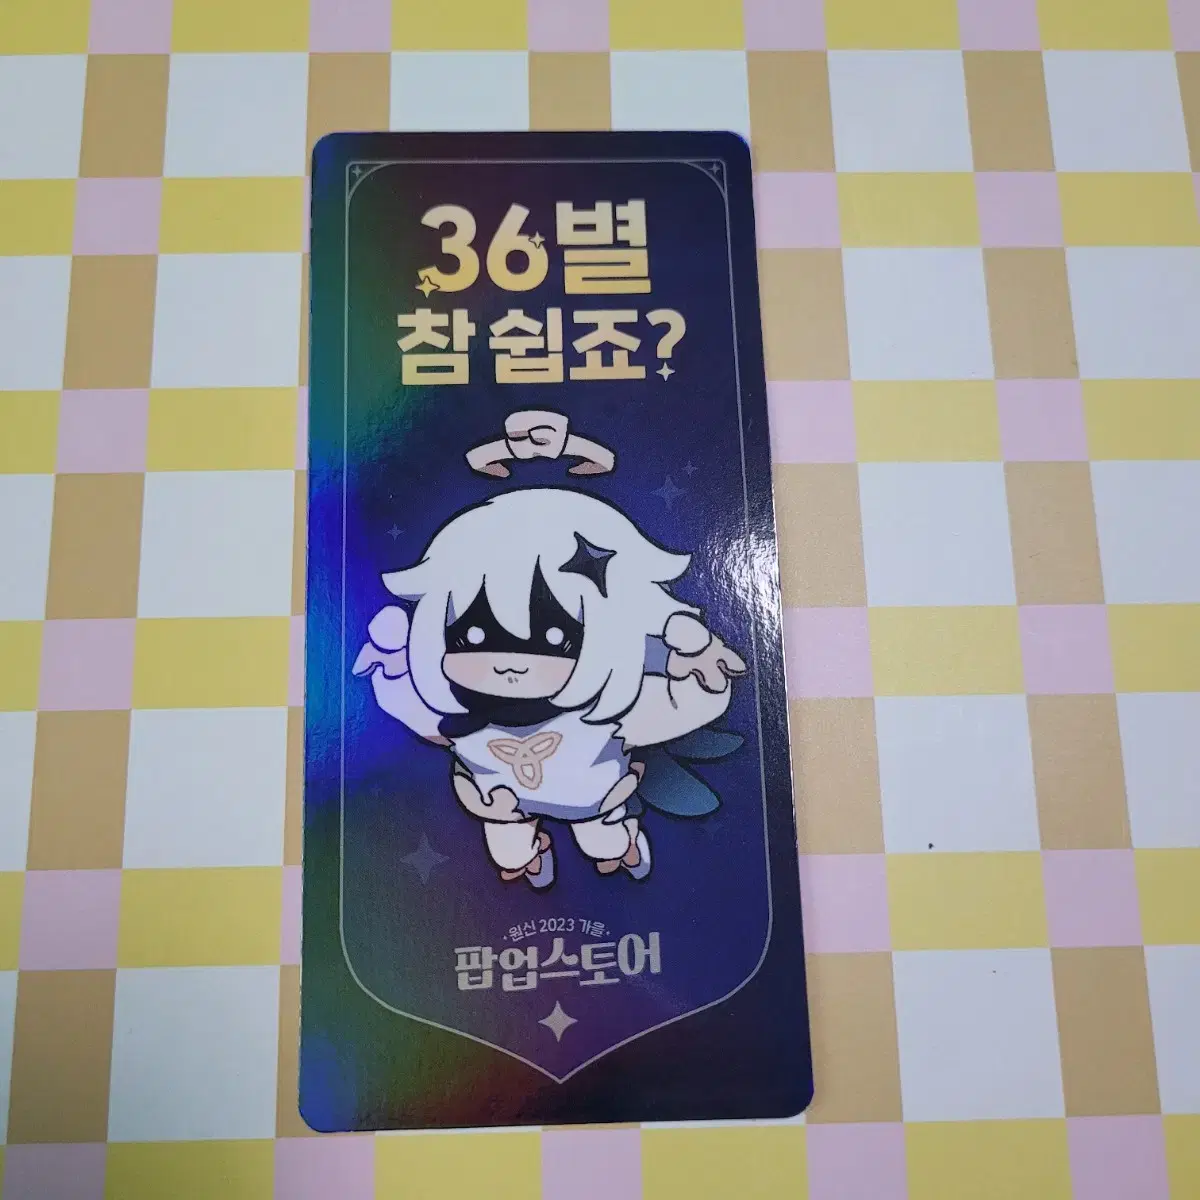 36별
참 쉽죠?
원신 2023 가을
팝업스토어